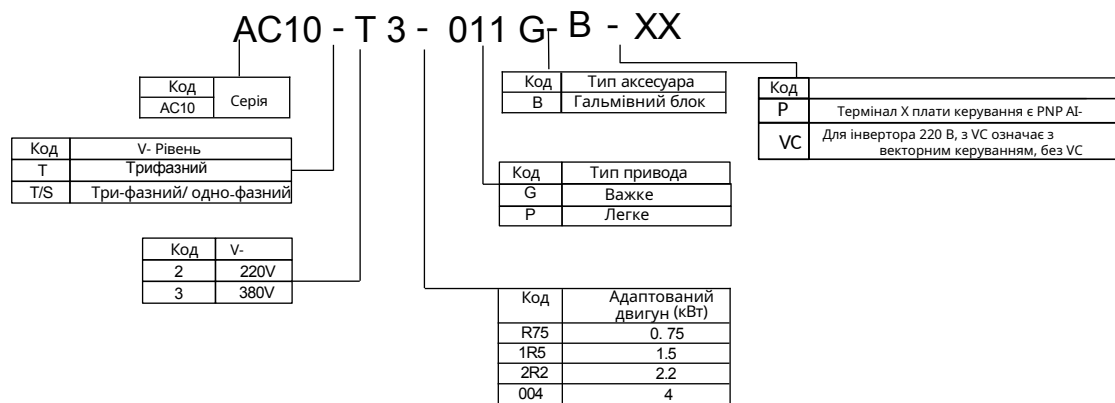 AC10 - T 3 - 011 G- B - XX
Код
AC10
Серія
Код Тип аксесуара
B Гальмівний блок
Код
P Термінал X плати керування є PNP AI-
VC Для інвертора 220 В, з VC означає з
векторним керуванням, без VC
Код V- Рівень
T Трифазний
T/S Три-фазний/ одно-фазний
Код Тип привода
G Важке
P Легке
Код V-
2 220V
3 380V
Код Адаптований
двигун (кВт)
R75 0. 75
1R5 1.5
2R2 2.2
004 4